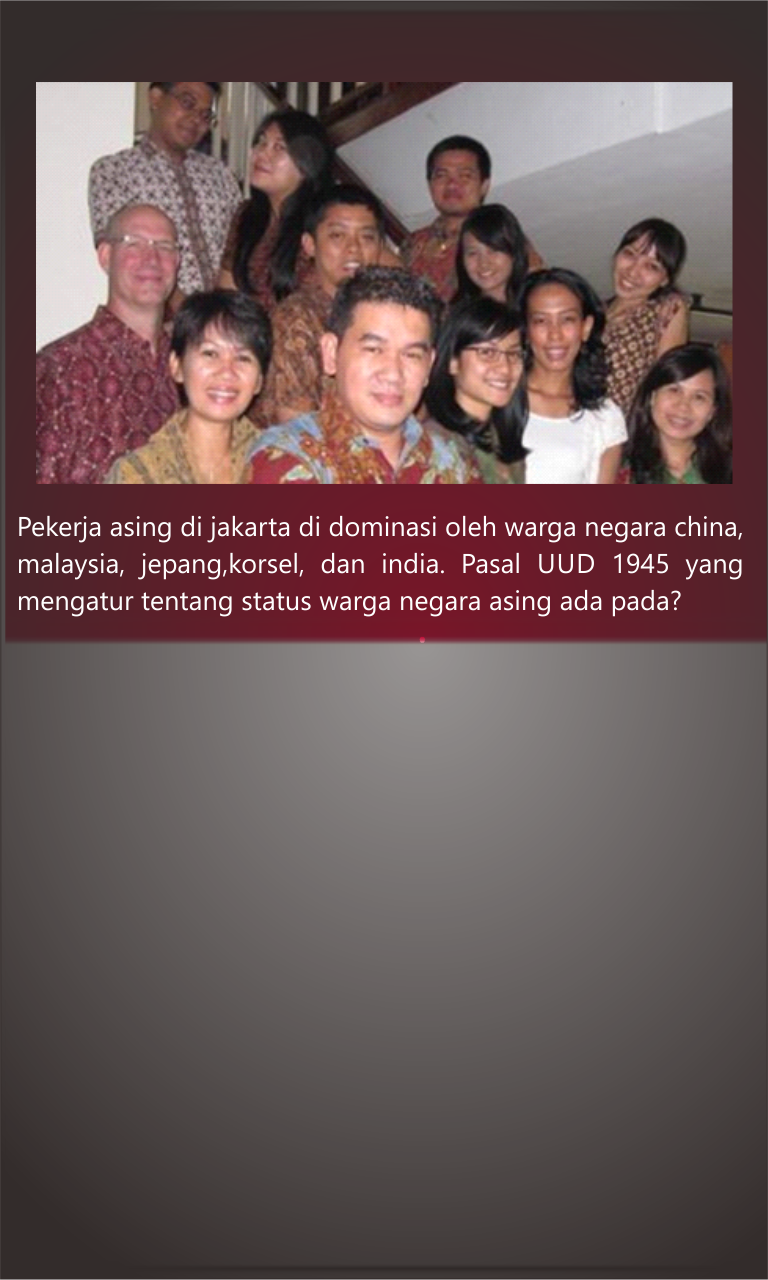 Pekerja asing di jakarta di dominasi oleh warga negara china,
malaysia, jepang,korsel, dan india. Pasal UUD 1945 yang
mengatur tentang status warga negara asing ada pada?